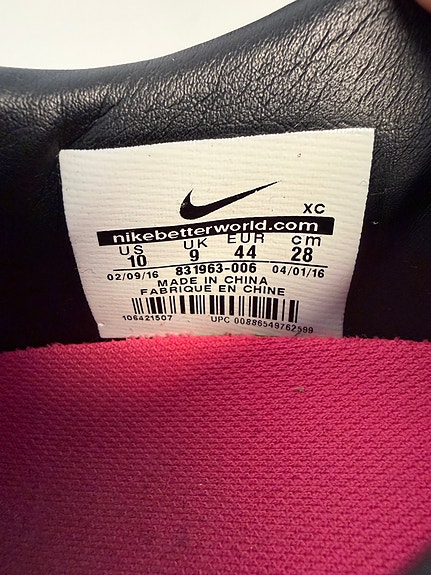 XC
nikebetterworld.com
US UK EUR cm
10 9 44 28
02/09/16 831963-006 04/01/16
MADE IN CHINA
FABRIQUE EN CHINE
106421507 UPC 00886549762599